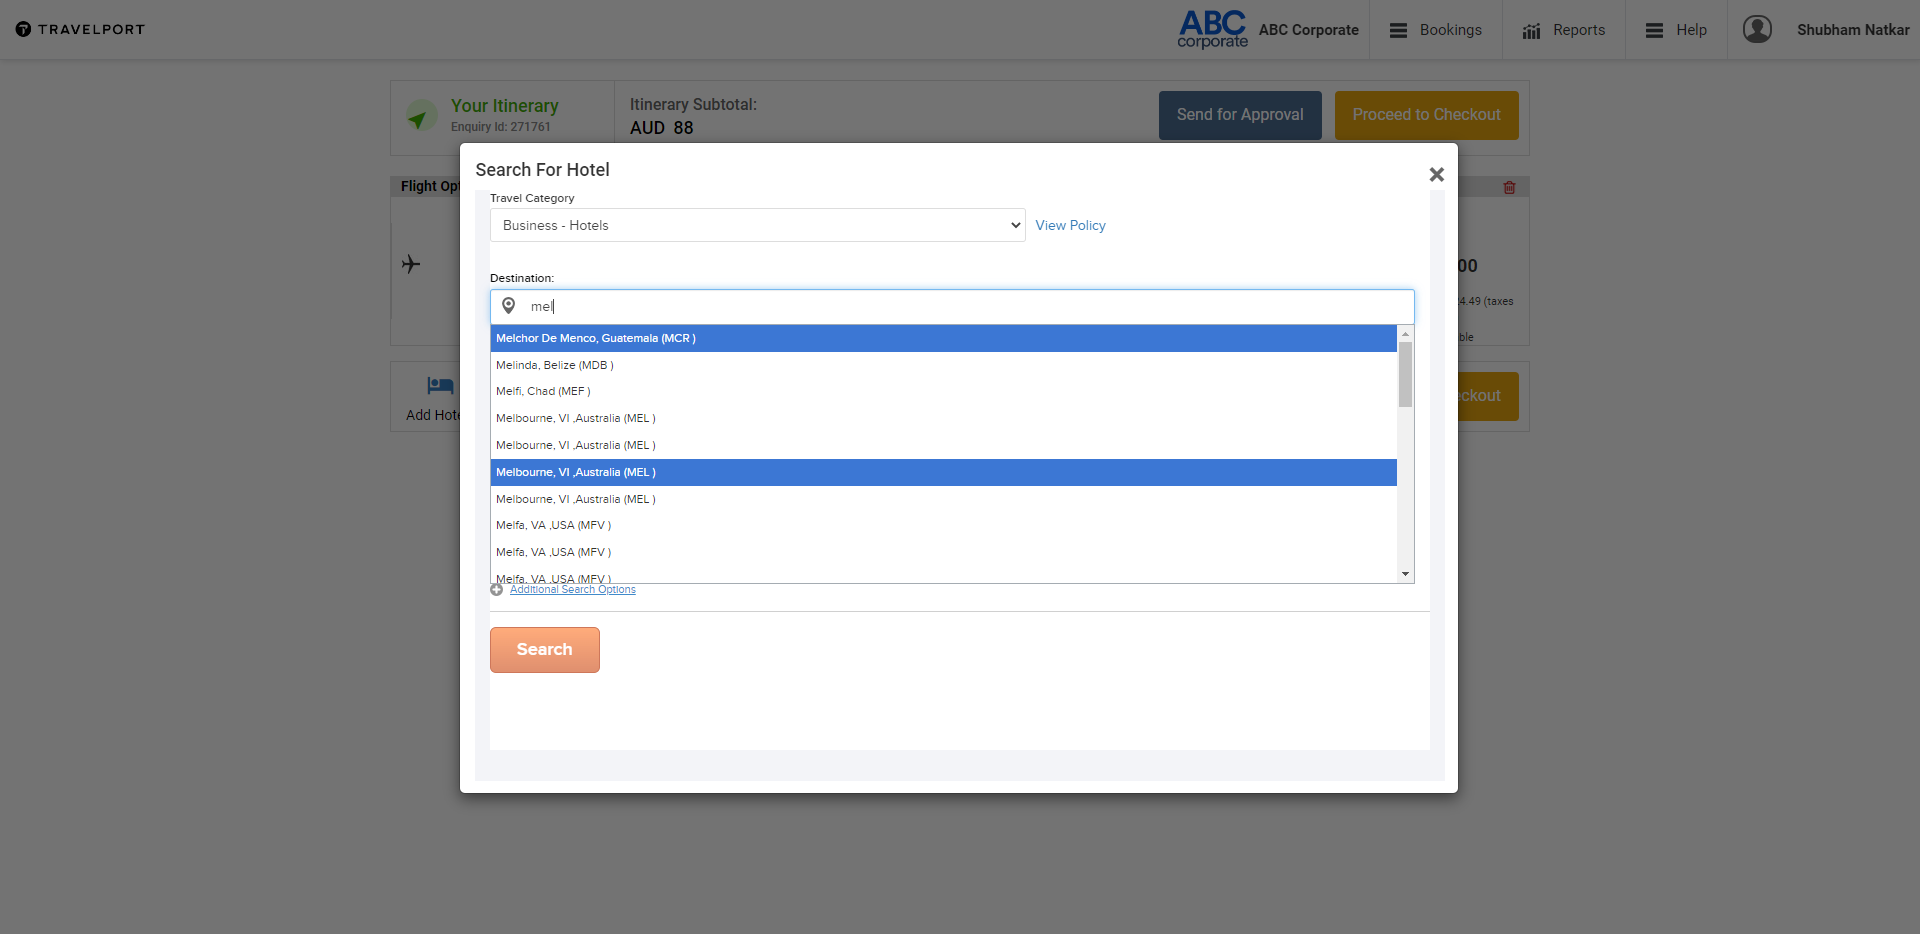 TRAVELPORT
ABC
corporate
ABC Corporate
Bookings
Reports
Help
Shubham Natkar
Your Itinerary
Enquiry Id: 271761
Itinerary Subtotal:
AUD 88
Send for Approval
Proceed to Checkout
Search For Hotel
Flight Opt
Travel Category
Business - Hotels
View Policy
Destination:
00
4.49 (taxes
mel
ble
Melchor De Menco, Guatemala (MCR )
Melinda, Belize (MDB )
Melfi, Chad (MEF )
Add Hote
eckout
Melbourne, VI ,Australia (MEL )
Melbourne, VI ,Australia (MEL )
Melbourne, VI ,Australia (MEL )
Melbourne, VI ,Australia (MEL )
Melfa, VA ,USA (MFV )
Melfa, VA ,USA (MFV )
Melfa, VA ,USA (MFV )
Additional Search Options
Search